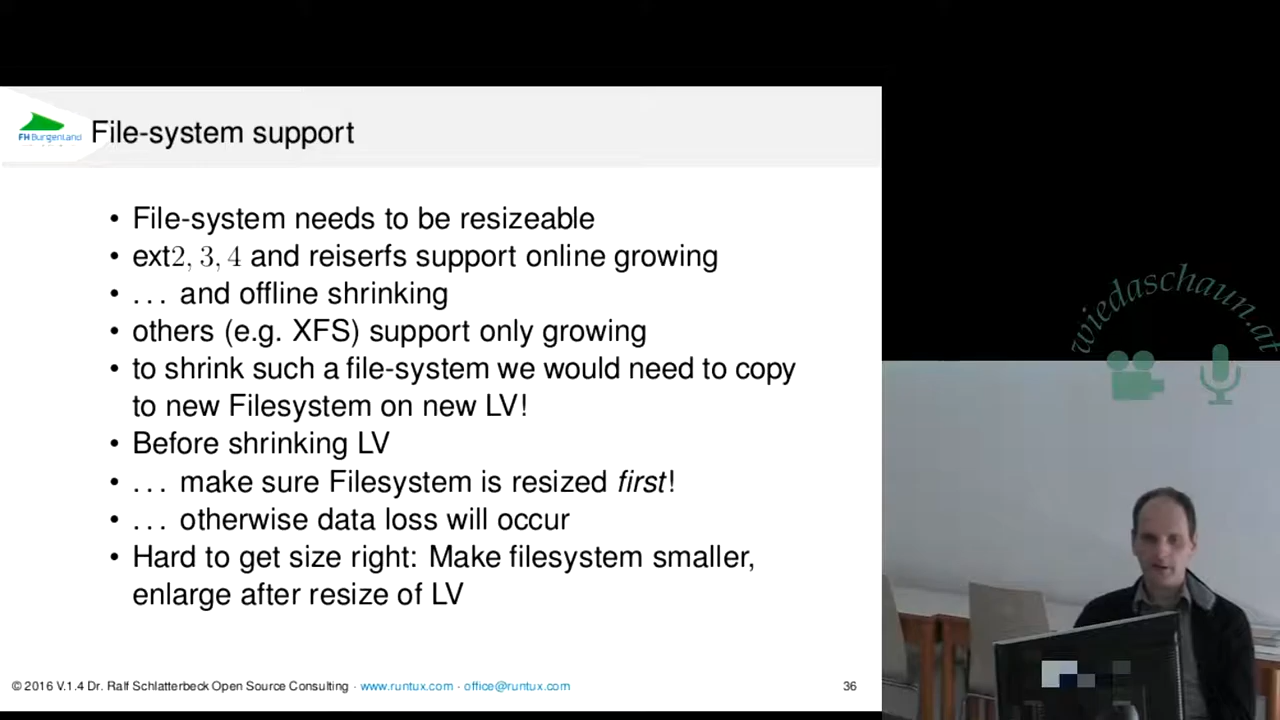 FH Burgenland
File-system support
• File-system needs to be resizeable
• ext2, 3, 4 and reiserfs support online growing
• ... and offline shrinking
• others (e.g. XFS) support only growing
• to shrink such a file-system we would need to copy
to new Filesystem on new LV!
• Before shrinking LV
• ... make sure Filesystem is resized first!
• ... otherwise data loss will occur
• Hard to get size right: Make filesystem smaller,
enlarge after resize of LV
© 2016 V.1.4 Dr. Ralf Schlatterbeck Open Source Consulting · www.runtux.com · office@runtux.com 36
wiedaschaun.at